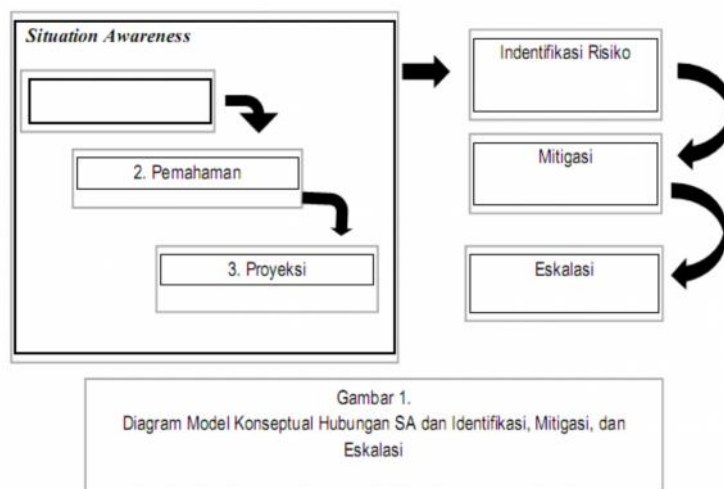 Situation Awareness
2. Pemahaman
3. Proyeksi
Indentifikasi Risiko
Mitigasi
Eskalasi
Gambar 1.
Diagram Model Konseptual Hubungan SA dan Identifikasi, Mitigasi, dan
Eskalasi